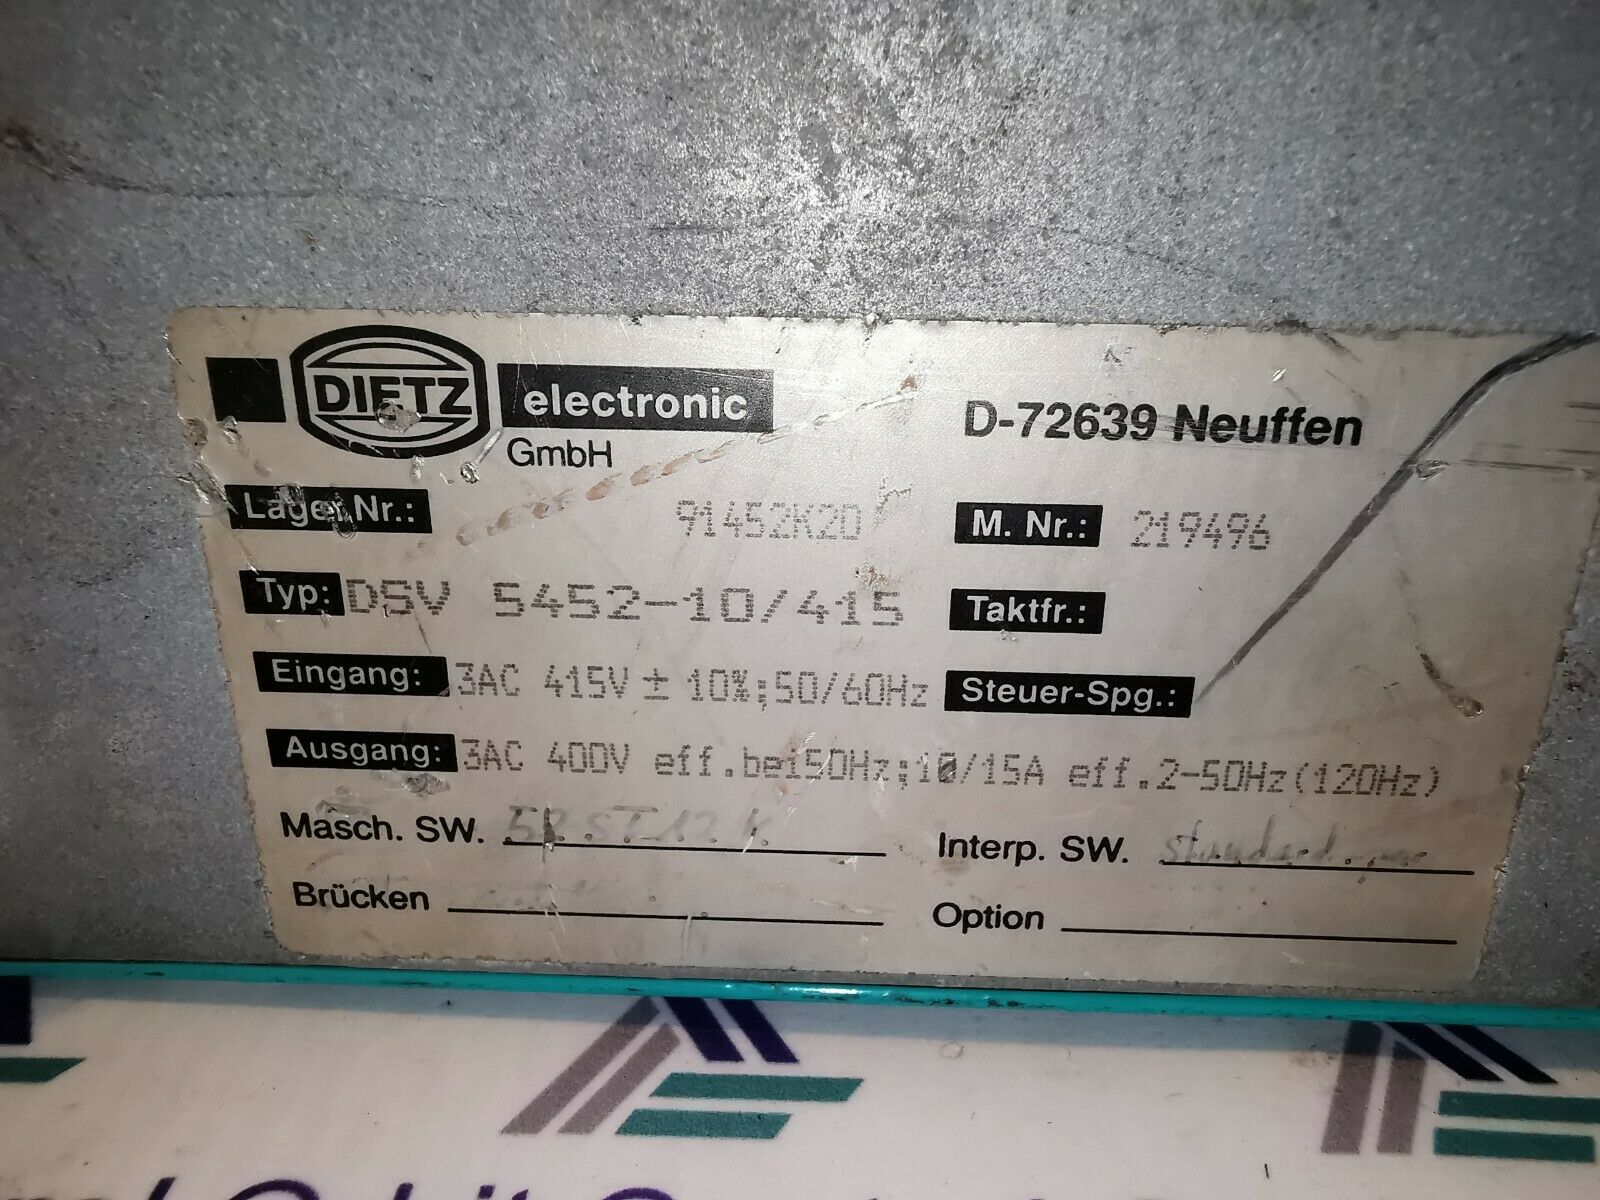 DIETZ electronic
GmbH
D-72639 Neuffen
Lager Nr.: 91452K20 M. Nr.: 219496
Typ: DSV 5452-10/415 Taktfr.:
Eingang: 3AC 415V ± 10%;50/60Hz Steuer-Spg.:
Ausgang: 3AC 400V eff.bei50Hz;10/15A eff.2-50Hz(120Hz)
Masch. SW. Interp. SW. standard
Brücken Option